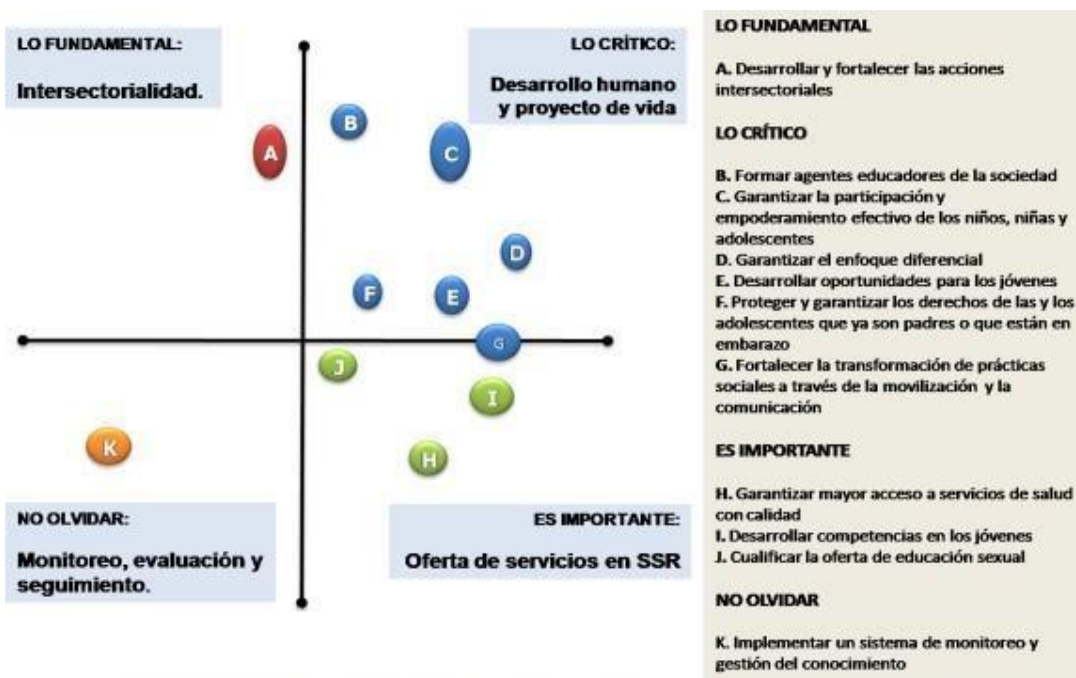 LO FUNDAMENTAL:
Intersectorialidad.
LO CRÍTICO:
Desarrollo humano
y proyecto de vida
B
A
C
D
F
E
G
J
I
K
H
NO OLVIDAR:
Monitoreo, evaluación y
seguimiento.
ES IMPORTANTE:
Oferta de servicios en SSR
LO FUNDAMENTAL
A. Desarrollar y fortalecer las acciones
intersectoriales
LO CRÍTICO
B. Formar agentes educadores de la sociedad
C. Garantizar la participación y
empoderamiento efectivo de los niños, niñas y
adolescentes
D. Garantizar el enfoque diferencial
E. Desarrollar oportunidades para los jóvenes
F. Proteger y garantizar los derechos de las y los
adolescentes que ya son padres o que están en
embarazo
G. Fortalecer la transformación de prácticas
sociales a través de la movilización y la
comunicación
ES IMPORTANTE
H. Garantizar mayor acceso a servicios de salud
con calidad
I. Desarrollar competencias en los jóvenes
J. Cualificar la oferta de educación sexual
NO OLVIDAR
K. Implementar un sistema de monitoreo y
gestión del conocimiento